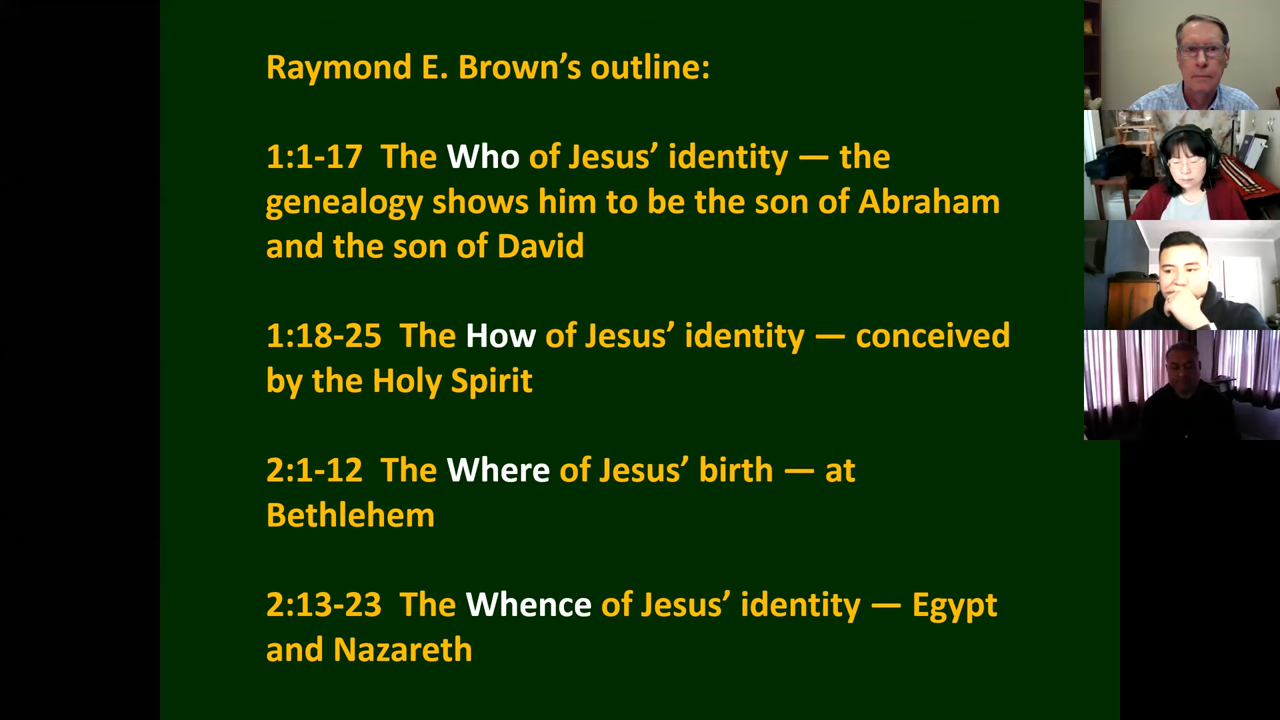 Raymond E. Brown’s outline:
1:1-17  The Who of Jesus’ identity — the
genealogy shows him to be the son of Abraham
and the son of David
1:18-25  The How of Jesus’ identity — conceived
by the Holy Spirit
2:1-12  The Where of Jesus’ birth — at
Bethlehem
2:13-23  The Whence of Jesus’ identity — Egypt
and Nazareth